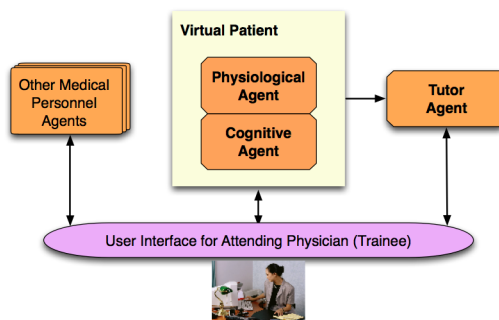 Virtual Patient
Other Medical
Personnel
Agents
Physiological
Agent
Cognitive
Agent
Tutor
Agent
User Interface for Attending Physician (Trainee)